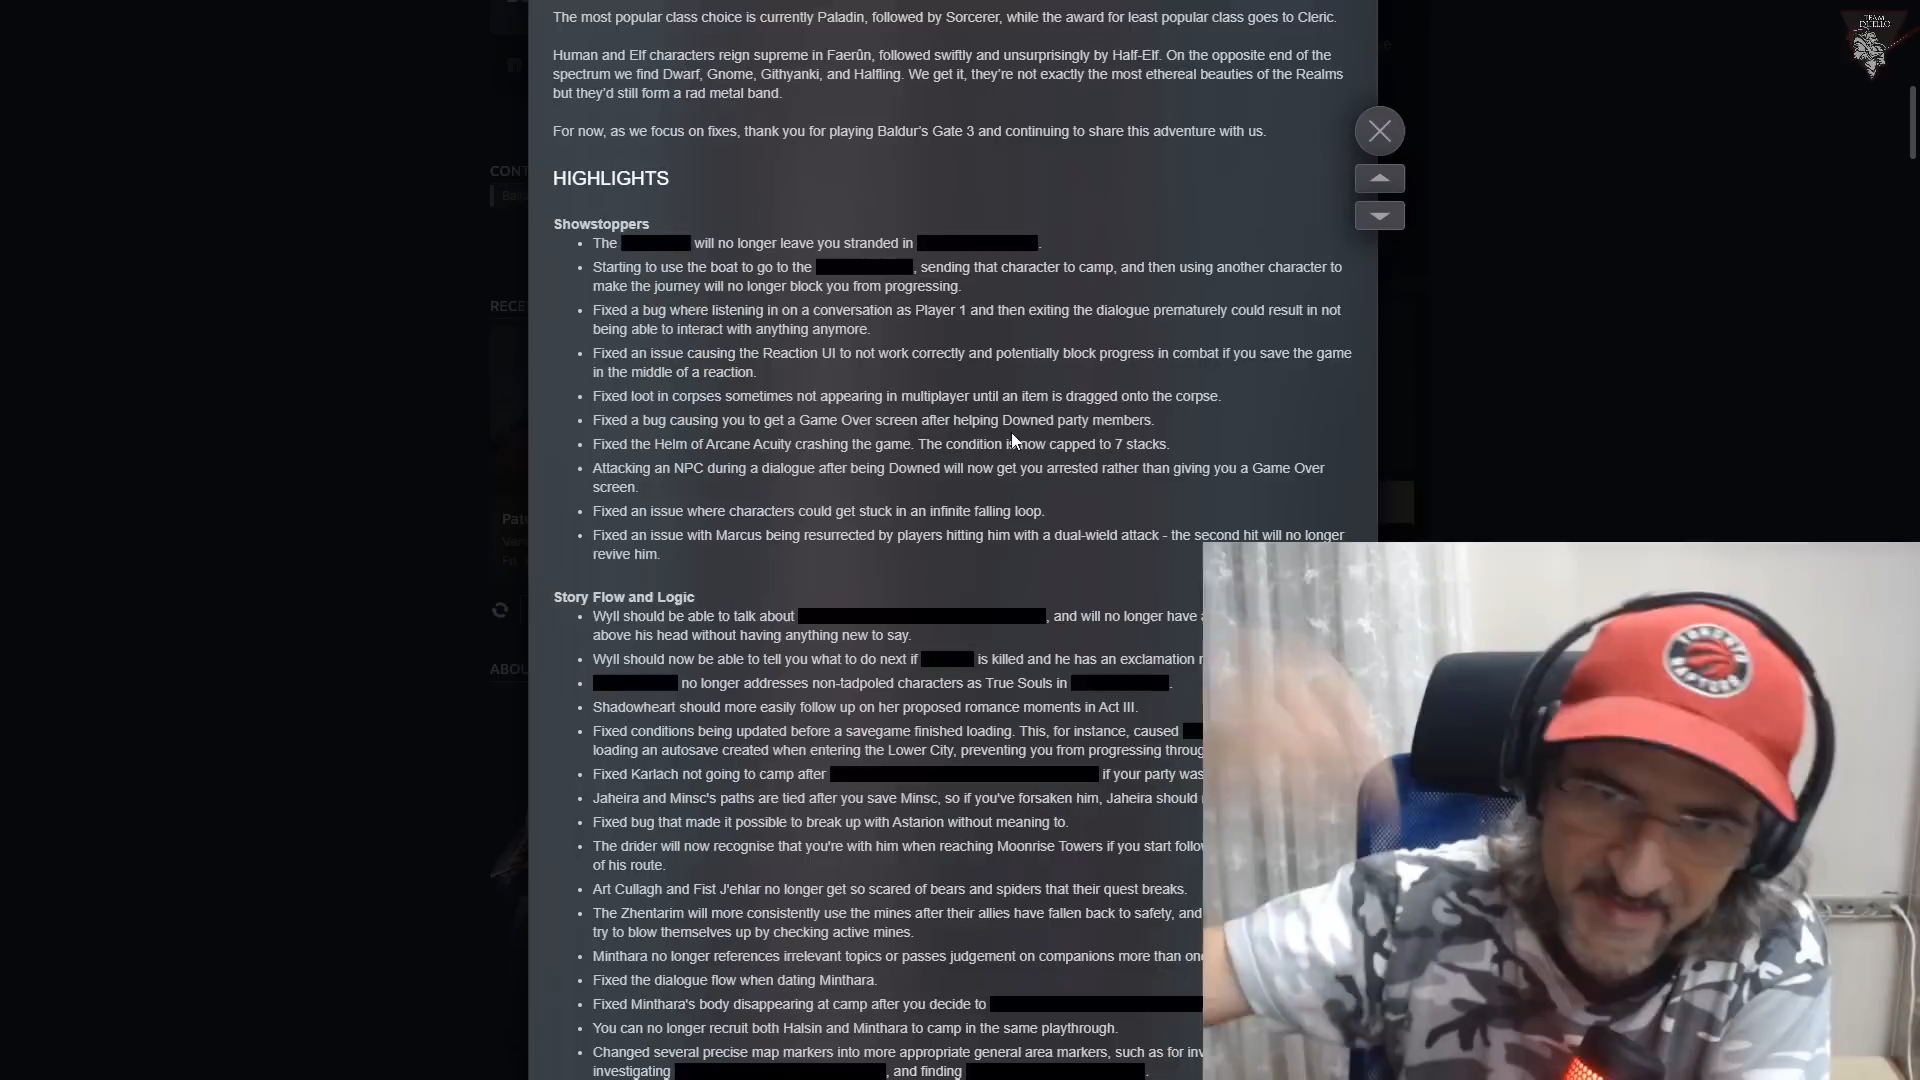 The most popular class choice is currently Paladin, followed by Sorcerer, while the award for least popular class goes to Cleric.
Human and Elf characters reign supreme in Faerûn, followed swiftly and unsurprisingly by Half-Elf. On the opposite end of the
spectrum we find Dwarf, Gnome, Githyanki, and Halfling. We get it, they're not exactly the most ethereal beauties of the Realms
but they'd still form a rad metal band.
For now, as we focus on fixes, thank you for playing Baldur's Gate 3 and continuing to share this adventure with us.
HIGHLIGHTS
Showstoppers
The will no longer leave you stranded in .
Starting to use the boat to go to the , sending that character to camp, and then using another character to
make the journey will no longer block you from progressing.
Fixed a bug where listening in on a conversation as Player 1 and then exiting the dialogue prematurely could result in not
being able to interact with anything anymore.
Fixed an issue causing the Reaction UI to not work correctly and potentially block progress in combat if you save the game
in the middle of a reaction.
Fixed loot in corpses sometimes not appearing in multiplayer until an item is dragged onto the corpse.
Fixed a bug causing you to get a Game Over screen after helping Downed party members.
Fixed the Helm of Arcane Acuity crashing the game. The condition is now capped to 7 stacks.
Attacking an NPC during a dialogue after being Downed will now get you arrested rather than giving you a Game Over
screen.
Fixed an issue where characters could get stuck in an infinite falling loop.
Fixed an issue with Marcus being resurrected by players hitting him with a dual-wield attack - the second hit will no longer
revive him.
Story Flow and Logic
Wyll should be able to talk about , and will no longer have
above his head without having anything new to say.
Wyll should now be able to tell you what to do next if is killed and he has an exclamation
no longer addresses non-tadpoled characters as True Souls in .
Shadowheart should more easily follow up on her proposed romance moments in Act III.
Fixed conditions being updated before a savegame finished loading. This, for instance, caused
loading an autosave created when entering the Lower City, preventing you from progressing throug
Fixed Karlach not going to camp after if your party was
Jaheira and Minsc's paths are tied after you save Minsc, so if you've forsaken him, Jaheira should
Fixed bug that made it possible to break up with Astarion without meaning to.
The drider will now recognise that you're with him when reaching Moonrise Towers if you start follow
of his route.
Art Cullagh and Fist J'ehlar no longer get so scared of bears and spiders that their quest breaks.
The Zhentarim will more consistently use the mines after their allies have fallen back to safety, and
try to blow themselves up by checking active mines.
Minthara no longer references irrelevant topics or passes judgement on companions more than on
Fixed the dialogue flow when dating Minthara.
Fixed Minthara's body disappearing at camp after you decide to
You can no longer recruit both Halsin and Minthara to camp in the same playthrough.
Changed several precise map markers into more appropriate general area markers, such as for inv
investigating , and finding .
CONT
RECE
ABOU
TEAM
TORONTO
RAPTORS